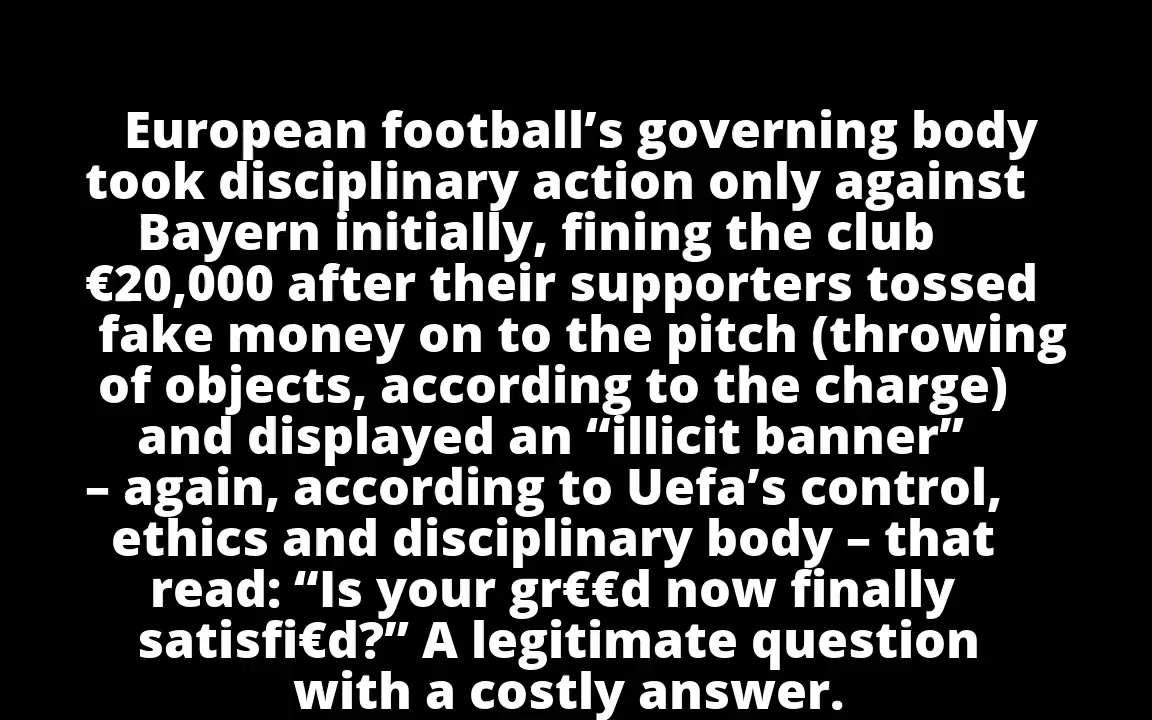 European football’s governing body
took disciplinary action only against
Bayern initially, fining the club
€20,000 after their supporters tossed
fake money on to the pitch (throwing
of objects, according to the charge)
and displayed an “illicit banner”
– again, according to Uefa’s control,
ethics and disciplinary body – that
read: “Is your gr€€d now finally
satisfi€d?” A legitimate question
with a costly answer.